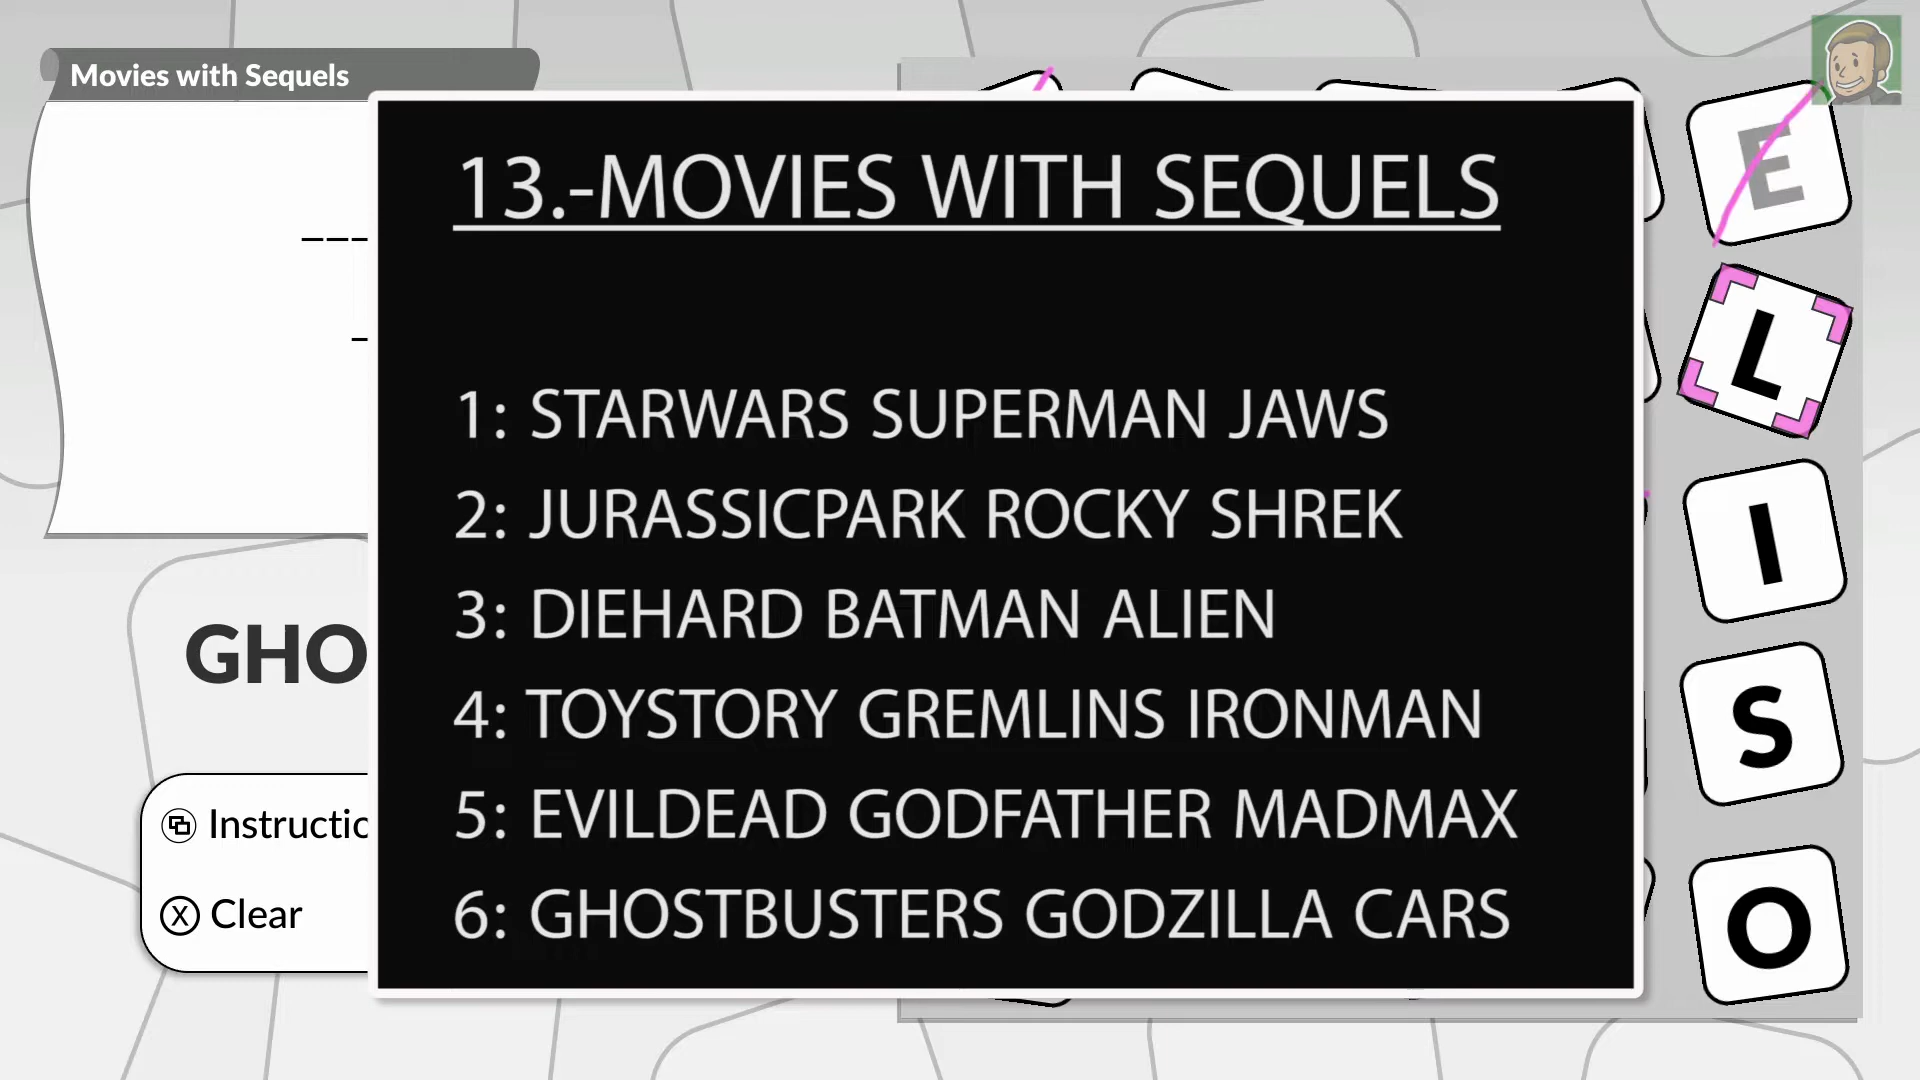 Movies with Sequels
13.-MOVIES WITH SEQUELS
1: STARWARS SUPERMAN JAWS
2: JURASSICPARK ROCKY SHREK
3: DIEHARD BATMAN ALIEN
4: TOYSTORY GREMLINS IRONMAN
5: EVILDEAD GODFATHER MADMAX
6: GHOSTBUSTERS GODZILLA CARS
GHO
Instructio
X Clear
E
L
I
S
O